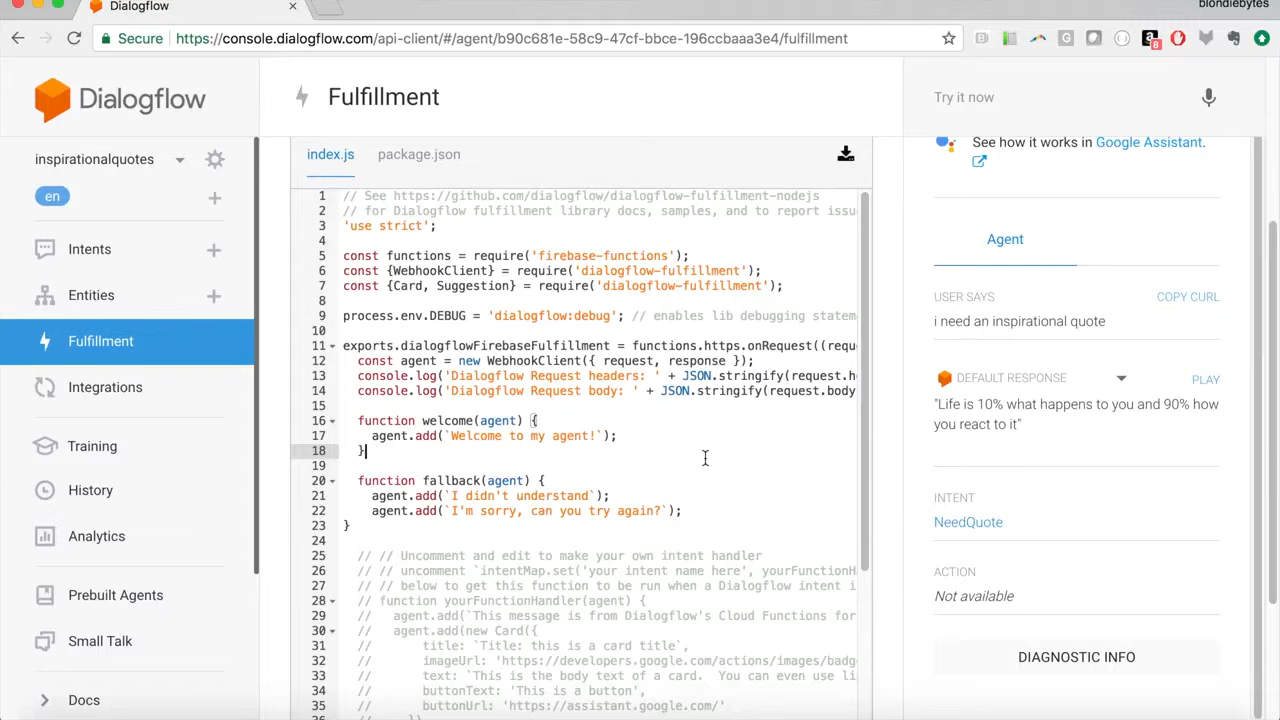 Dialogflow
blondiebytes
Secure
https://console.dialogflow.com/api-client/#/agent/b90c681e-58c9-47cf-bbce-196ccbaaa3e4/fulfillment
8
Dialogflow
inspirationalquotes
en
Intents
Entities
Fulfillment
Integrations
Training
History
Analytics
Prebuilt Agents
Small Talk
Docs
Fulfillment
index.js
package.json
1 // See https://github.com/dialogflow/dialogflow-fulfillment-nodejs
2 // for Dialogflow fulfillment library docs, samples, and to report issu
3 'use strict';
4
5 const functions = require('firebase-functions');
6 const {WebhookClient} = require('dialogflow-fulfillment');
7 const {Card, Suggestion} = require('dialogflow-fulfillment');
8
9 process.env.DEBUG = 'dialogflow:debug'; // enables lib debugging statem
10
11 exports.dialogflowFirebaseFulfillment = functions.https.onRequest((requ
12 const agent = new WebhookClient({ request, response });
13 console.log('Dialogflow Request headers: ' + JSON.stringify(request.he
14 console.log('Dialogflow Request body: ' + JSON.stringify(request.body
15
16 function welcome(agent) {
17 agent.add(`Welcome to my agent!`);
18 }
19
20 function fallback(agent) {
21 agent.add(`I didn't understand`);
22 agent.add(`I'm sorry, can you try again?`);
23 }
24
25 // // Uncomment and edit to make your own intent handler
26 // // uncomment `intentMap.set('your intent name here', yourFunctionH
27 // // below to get this function to be run when a Dialogflow intent i
28 // function yourFunctionHandler(agent) {
29 // agent.add(`This message is from Dialogflow's Cloud Functions for
30 // agent.add(new Card({
31 // title: `Title: this is a card title`,
32 // imageUrl: 'https://developers.google.com/actions/images/badg
33 // text: `This is the body text of a card. You can even use li
34 // buttonText: 'This is a button',
35 // buttonUrl: 'https://assistant.google.com/'
Try it now
See how it works in Google Assistant.
Agent
USER SAYS
COPY CURL
i need an inspirational quote
DEFAULT RESPONSE
PLAY
"Life is 10% what happens to you and 90% how
you react to it"
INTENT
NeedQuote
ACTION
Not available
DIAGNOSTIC INFO